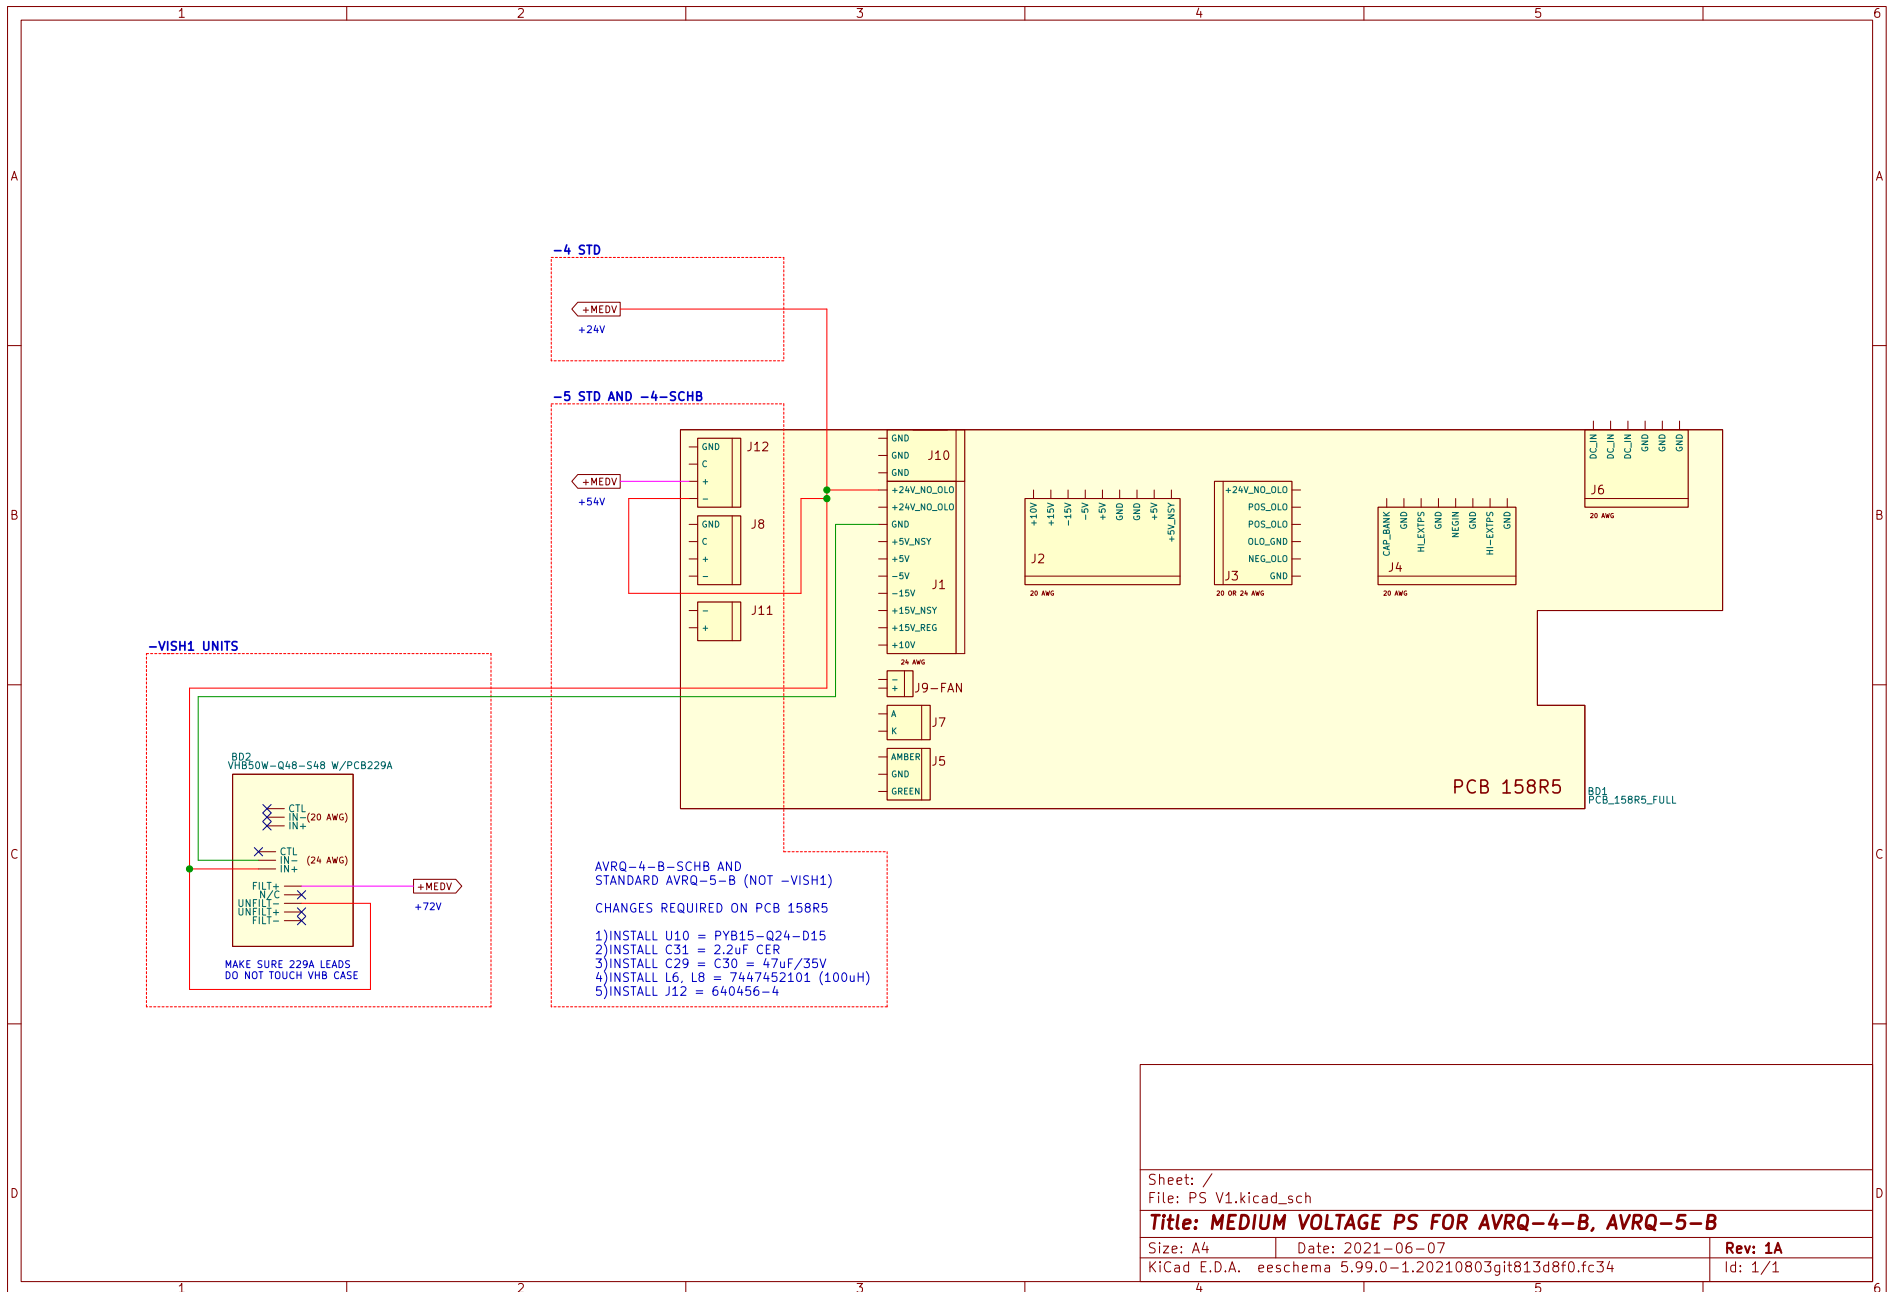 1 2 3 4 5 6
A A
B B
C C
D D
-4 STD
+MEDV
+24V
-5 STD AND -4-SCHB
+MEDV
+54V
J12
GND
C
+
-
J8
GND
C
+
-
J11
-
+
J10
GND
GND
GND
J1
+24V_NO_OLO
+24V_NO_OLO
GND
+5V_NSY
+5V
-5V
-15V
+15V_NSY
+15V_REG
+10V
24 AWG
-
+
J9-FAN
A
K
J7
AMBER
GND
GREEN
J5
+10V
+15V
-15V
-5V
+5V
GND
GND
+5V
+5V_NSY
J2
20 AWG
+24V_NO_OLO
POS_OLO
POS_OLO
OLO_GND
NEG_OLO
GND
J3
20 OR 24 AWG
CAP_BANK
GND
HI_EXTPS
GND
NEGIN
GND
HI-EXTPS
GND
J4
20 AWG
DC_IN
DC_IN
DC_IN
GND
GND
GND
J6
20 AWG
PCB 158R5
BD1
PCB_158R5_FULL
-VISH1 UNITS
BD2
VHB50W-Q48-S48 W/PCB229A
CTL
IN- (20 AWG)
IN+
CTL
IN- (24 AWG)
IN+
FILT+
N/C
UNFILT-
UNFILT+
FILT-
+MEDV
+72V
MAKE SURE 229A LEADS
DO NOT TOUCH VHB CASE
AVRQ-4-B-SCHB AND
STANDARD AVRQ-5-B (NOT -VISH1)
CHANGES REQUIRED ON PCB 158R5
1)INSTALL U10 = PYB15-Q24-D15
2)INSTALL C31 = 2.2uF CER
3)INSTALL C29 = C30 = 47uF/35V
4)INSTALL L6, L8 = 7447452101 (100uH)
5)INSTALL J12 = 640456-4
Sheet: /
File: PS V1.kicad_sch
Title: MEDIUM VOLTAGE PS FOR AVRQ-4-B, AVRQ-5-B
Size: A4 Date: 2021-06-07 Rev: 1A
KiCad E.D.A. eeschema 5.99.0-1.20210803git813d8f0.fc34 Id: 1/1
1 2 3 4 5 6